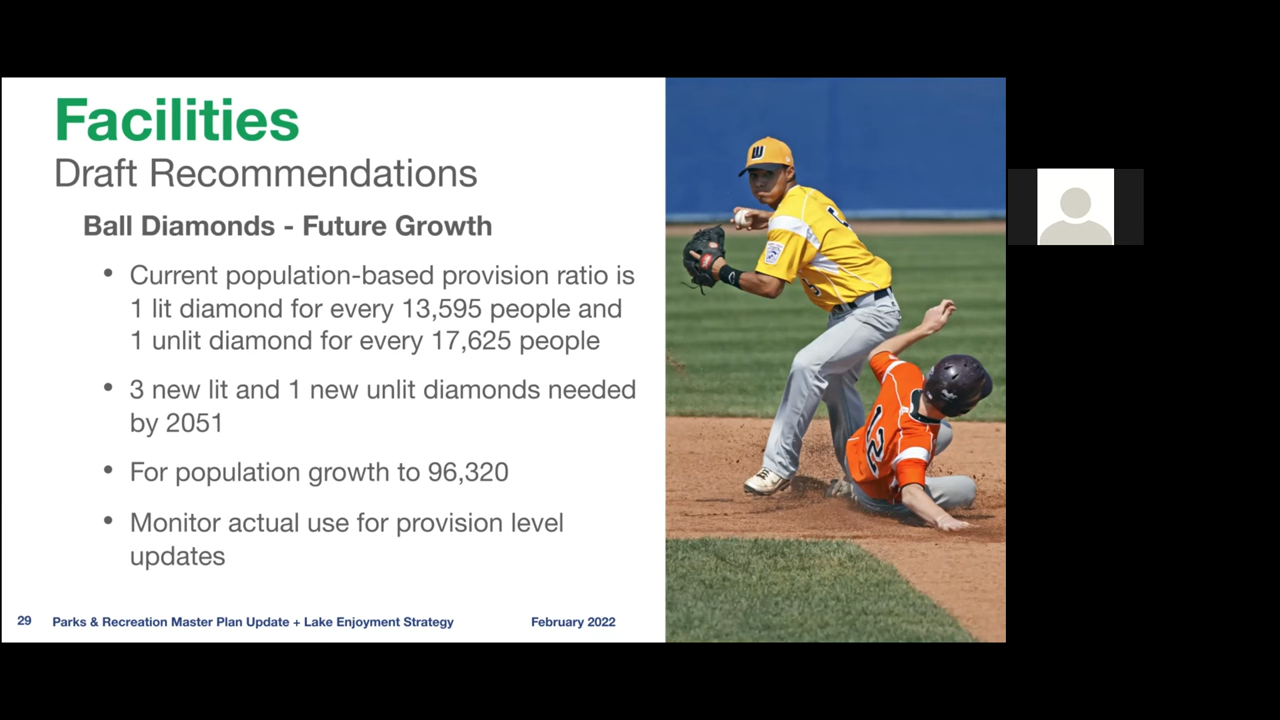 Facilities
Draft Recommendations
Ball Diamonds - Future Growth
• Current population-based provision ratio is
1 lit diamond for every 13,595 people and
1 unlit diamond for every 17,625 people
• 3 new lit and 1 new unlit diamonds needed
by 2051
• For population growth to 96,320
• Monitor actual use for provision level
updates
29 Parks & Recreation Master Plan Update + Lake Enjoyment Strategy February 2022
W
12